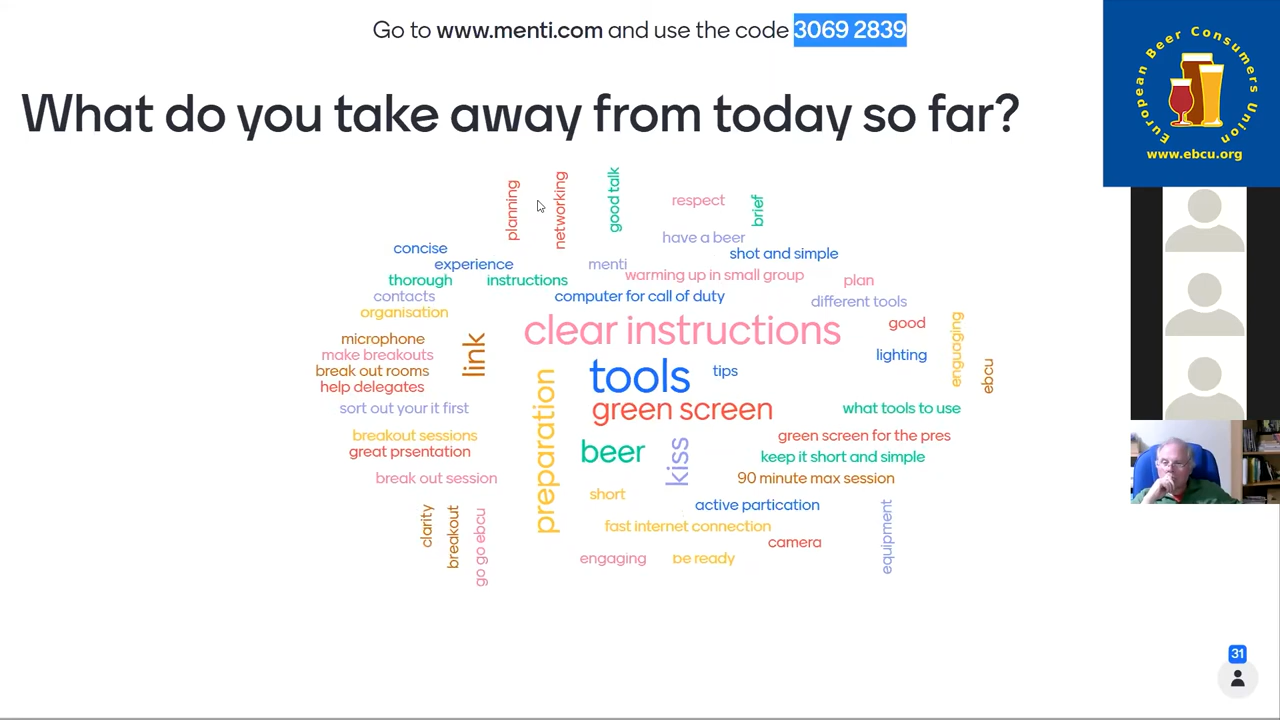 Go to www.menti.com and use the code 3069 2839
European Beer Consumers Union
www.ebcu.org
What do you take away from today so far?
planning
networking
good talk
respect
brief
have a beer
concise
shot and simple
experience
menti
warming up in small group
thorough
instructions
plan
contacts
computer for call of duty
different tools
organisation
clear instructions
good
microphone
link
make breakouts
lighting
enguaging
break out rooms
tools
tips
ebcu
help delegates
preparation
green screen
sort out your it first
what tools to use
breakout sessions
green screen for the pres
great prsentation
beer
kiss
keep it short and simple
break out session
90 minute max session
short
active partication
clarity
breakout
go go ebcu
fast internet connection
equipment
camera
engaging
be ready
31